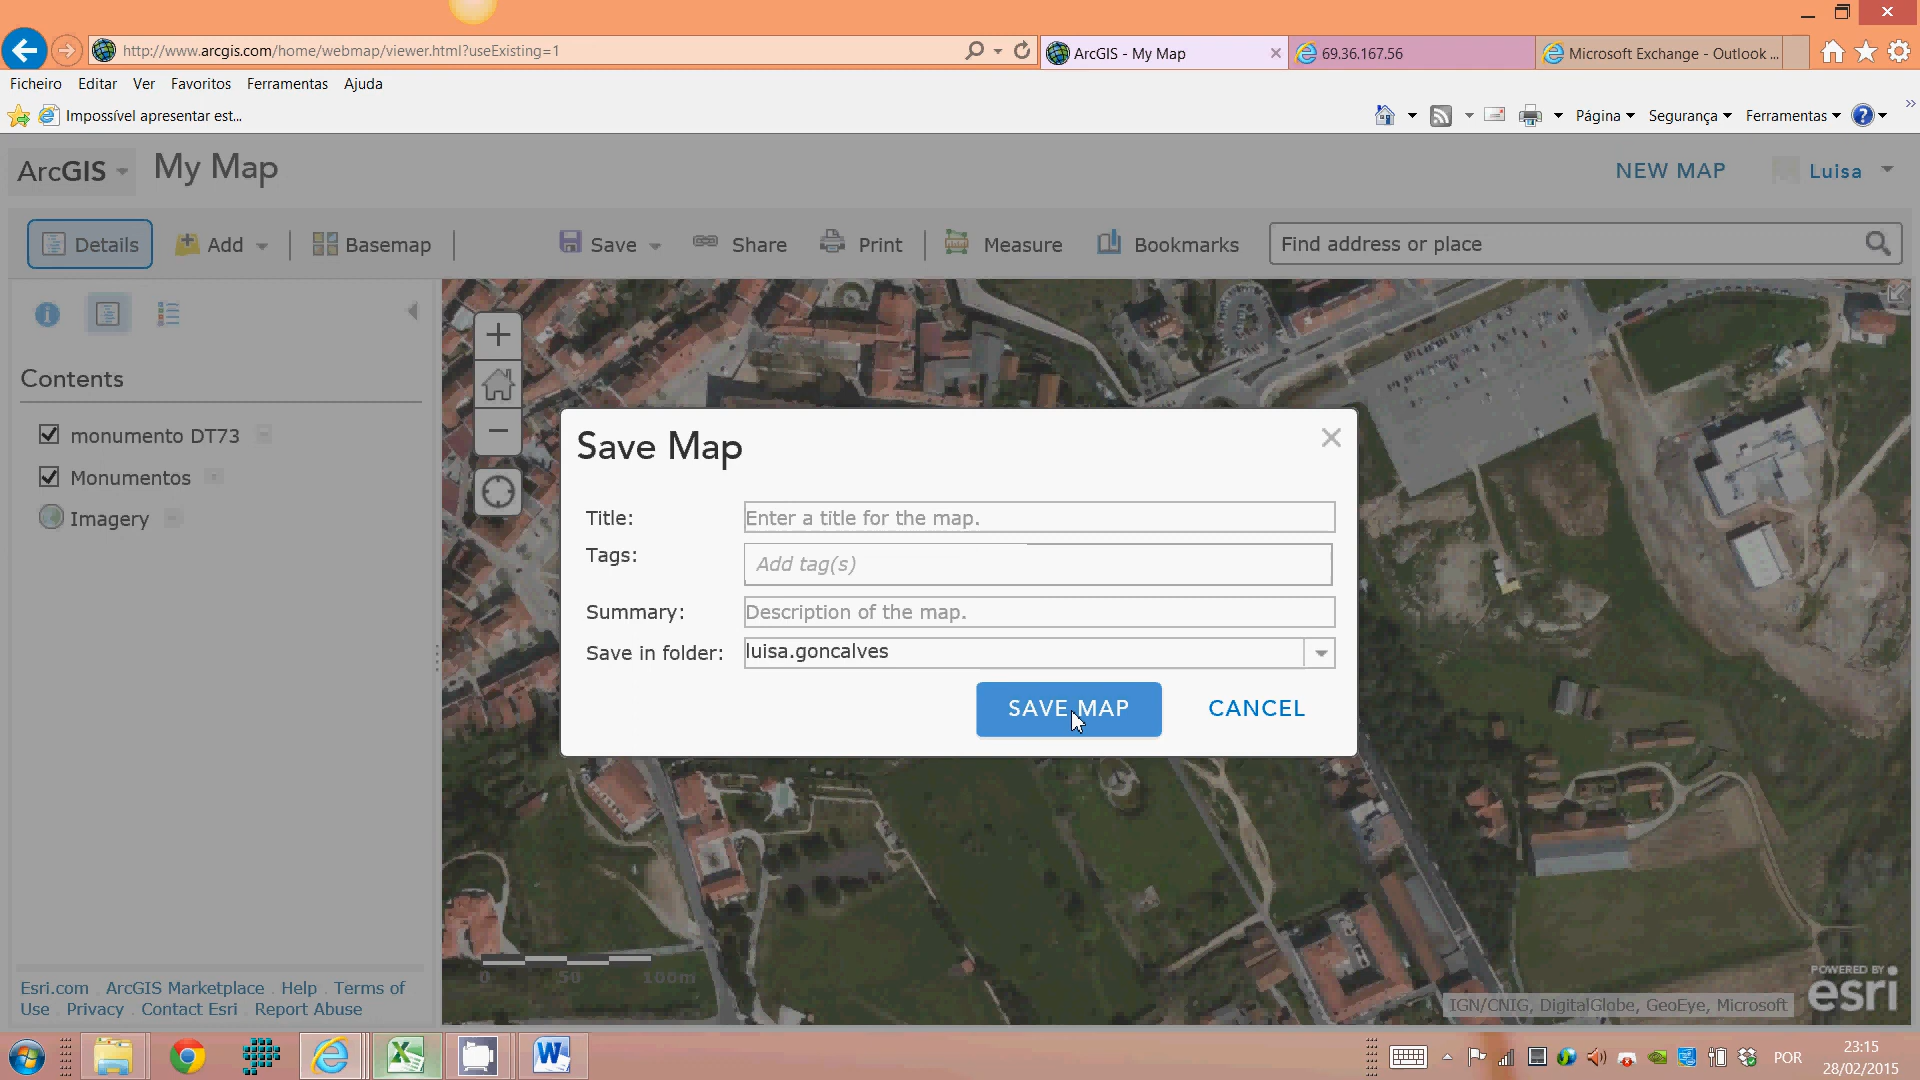 http://www.arcgis.com/home/webmap/viewer.html?useExisting=1
ArcGIS - My Map
69.36.167.56
Microsoft Exchange - Outlook ...
Ficheiro Editar Ver Favoritos Ferramentas Ajuda
Impossível apresentar est...
Página Segurança Ferramentas
ArcGIS My Map
NEW MAP Luisa
Details Add Basemap Save Share Print Measure Bookmarks Find address or place
Contents
monumento DT73
Monumentos
Imagery
Save Map
Title: Enter a title for the map.
Tags: Add tag(s)
Summary: Description of the map.
Save in folder: luisa.goncalves
SAVE MAP CANCEL
0 50 100m
POWERED BY
esri
IGN/CNIG, DigitalGlobe, GeoEye, Microsoft
Esri.com . ArcGIS Marketplace . Help . Terms of
Use . Privacy . Contact Esri . Report Abuse
POR
23:15
28/02/2015